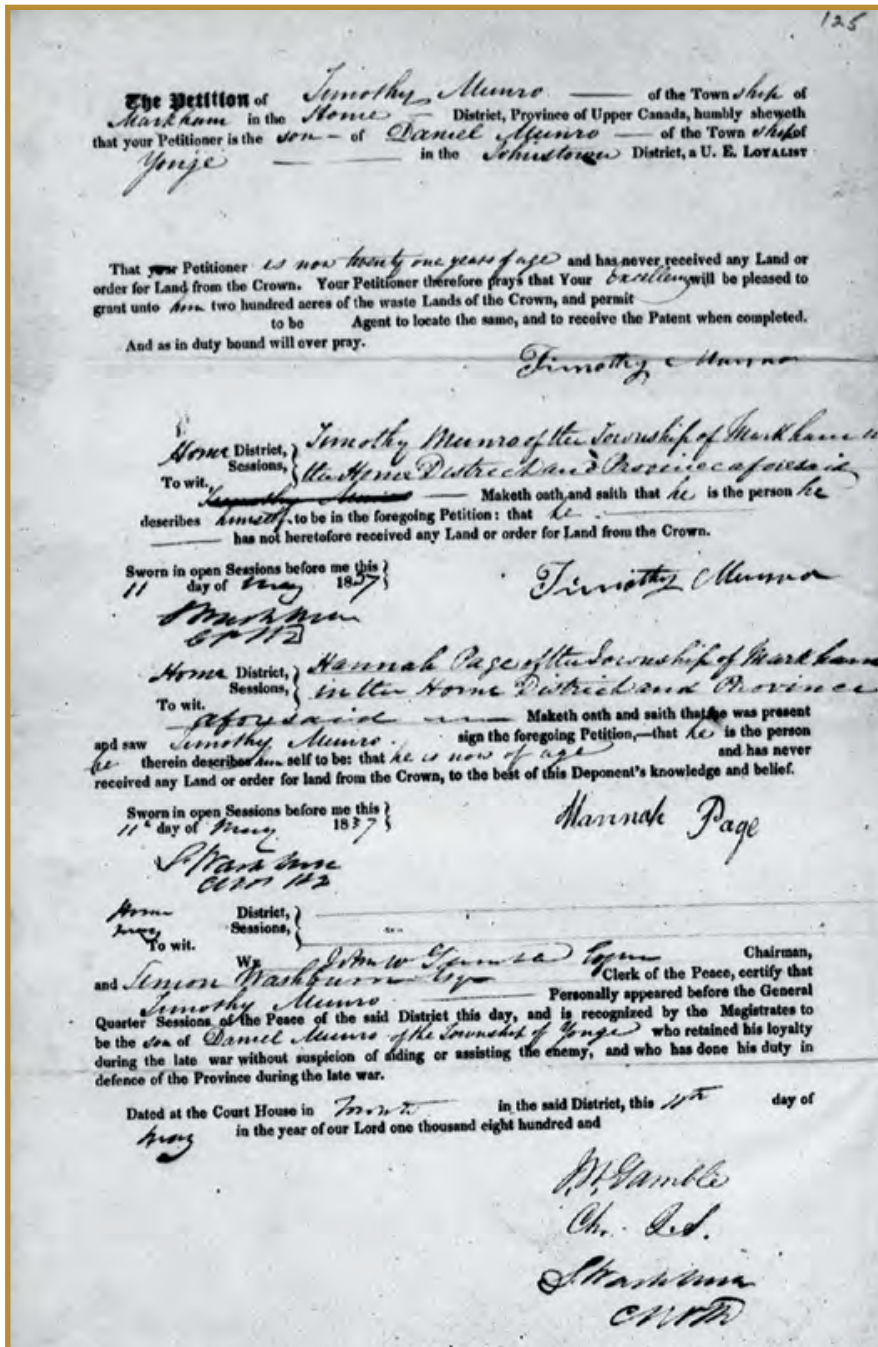 125
The Petition of Timothy Munro — of the Town ship of
Markham in the Home — District, Province of Upper Canada, humbly sheweth
that your Petitioner is the son — of Daniel Munro — of the Town ship of
Yonge — in the Johnstown District, a U. E. LOYALIST
That your Petitioner is now twenty one years of age and has never received any Land or
order for Land from the Crown. Your Petitioner therefore prays that Your Excellency will be pleased to
grant unto him two hundred acres of the waste Lands of the Crown, and permit
to be Agent to locate the same, and to receive the Patent when completed.
And as in duty bound will ever pray.
Timothy Munro
Home District, Timothy Munro of the Township of Markham in
Sessions, the Home District and Province aforesaid
To wit. Timothy Munro — Maketh oath and saith that he is the person he
describes himself to be in the foregoing Petition: that he
— has not heretofore received any Land or order for Land from the Crown.
Sworn in open Sessions before me this
11 day of May 1837
Timothy Munro
S Washburn
Home District, Hannah Page of the Township of Markham
Sessions, in the Home District and Province
To wit. aforesaid — Maketh oath and saith that he was present
and saw Timothy Munro sign the foregoing Petition,—that he is the person
he therein describes him self to be: that he is now of age and has never
received any Land or order for land from the Crown, to the best of this Deponent's knowledge and belief.
Sworn in open Sessions before me this
11th day of May 1837
Hannah Page
S Washburn
Home District,
May Sessions,
To wit.
We John W Gamble Chairman,
and Simon Washburn Esq Clerk of the Peace, certify that
Timothy Munro — Personally appeared before the General
Quarter Sessions of the Peace of the said District this day, and is recognized by the Magistrates to
be the son of Daniel Munro of the Township of Yonge who retained his loyalty
during the late war without suspicion of aiding or assisting the enemy, and who has done his duty in
defence of the Province during the late war.
Dated at the Court House in Toronto in the said District, this 11th day of
May in the year of our Lord one thousand eight hundred and
J.W. Gamble
Ch. Q.S.
S. Washburn